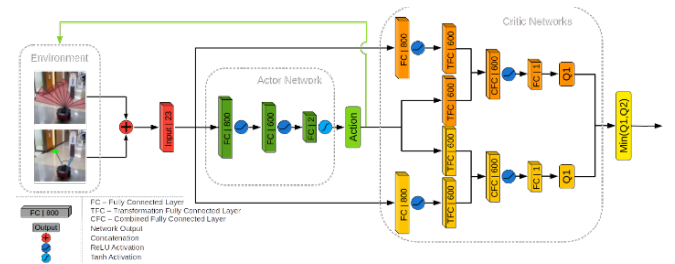 Critic Networks
Environment
Actor Network
Input | 23
FC | 800
FC | 600
FC | 2
Action
FC | 800
TFC | 600
TFC | 600
CFC | 600
FC | 1
Q1
TFC | 600
FC | 800
TFC | 600
CFC | 600
FC | 1
Q1
Min(Q1,Q2)
FC – Fully Connected Layer
TFC – Transformation Fully Connected Layer
CFC – Combined Fully Connected Layer
FC | 800
Output
Network Output
Concatenation
ReLU Activation
Tanh Activation